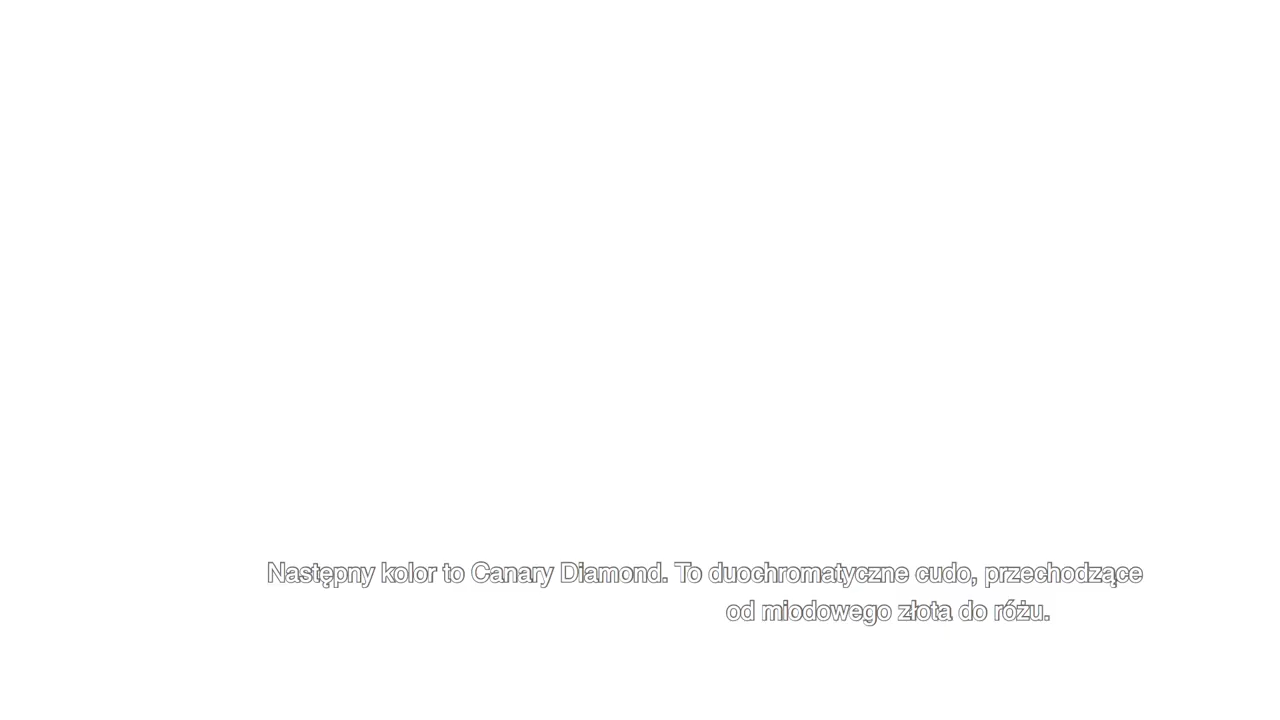 Następny kolor to Canary Diamond. To duochromatyczne cudo, przechodzące
od miodowego złota do różu.